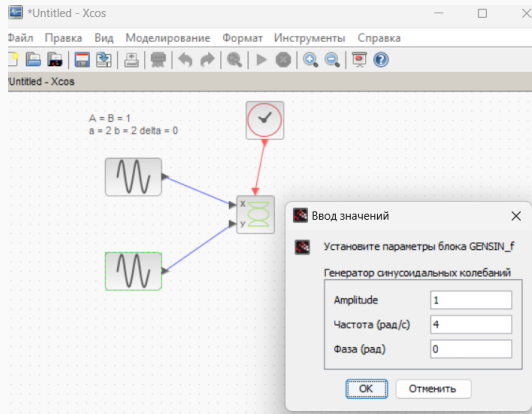 *Untitled - Xcos
Файл Правка Вид Моделирование Формат Инструменты Справка
*Untitled - Xcos
A = B = 1
a = 2 b = 2 delta = 0
x
y
Ввод значений
Установите параметры блока GENSIN_f
Генератор синусоидальных колебаний
Amplitude 1
Частота (рад/с) 4
Фаза (рад) 0
OK Отменить